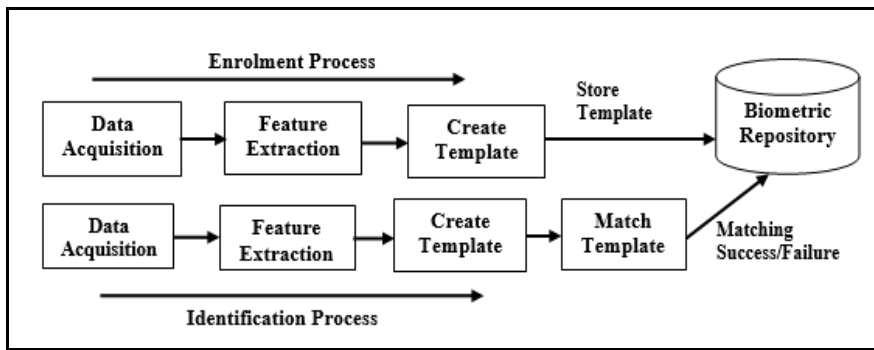 Enrolment Process
Store
Template
Biometric
Repository
Data
Acquisition
Feature
Extraction
Create
Template
Data
Acquisition
Feature
Extraction
Create
Template
Match
Template
Matching
Success/Failure
Identification Process